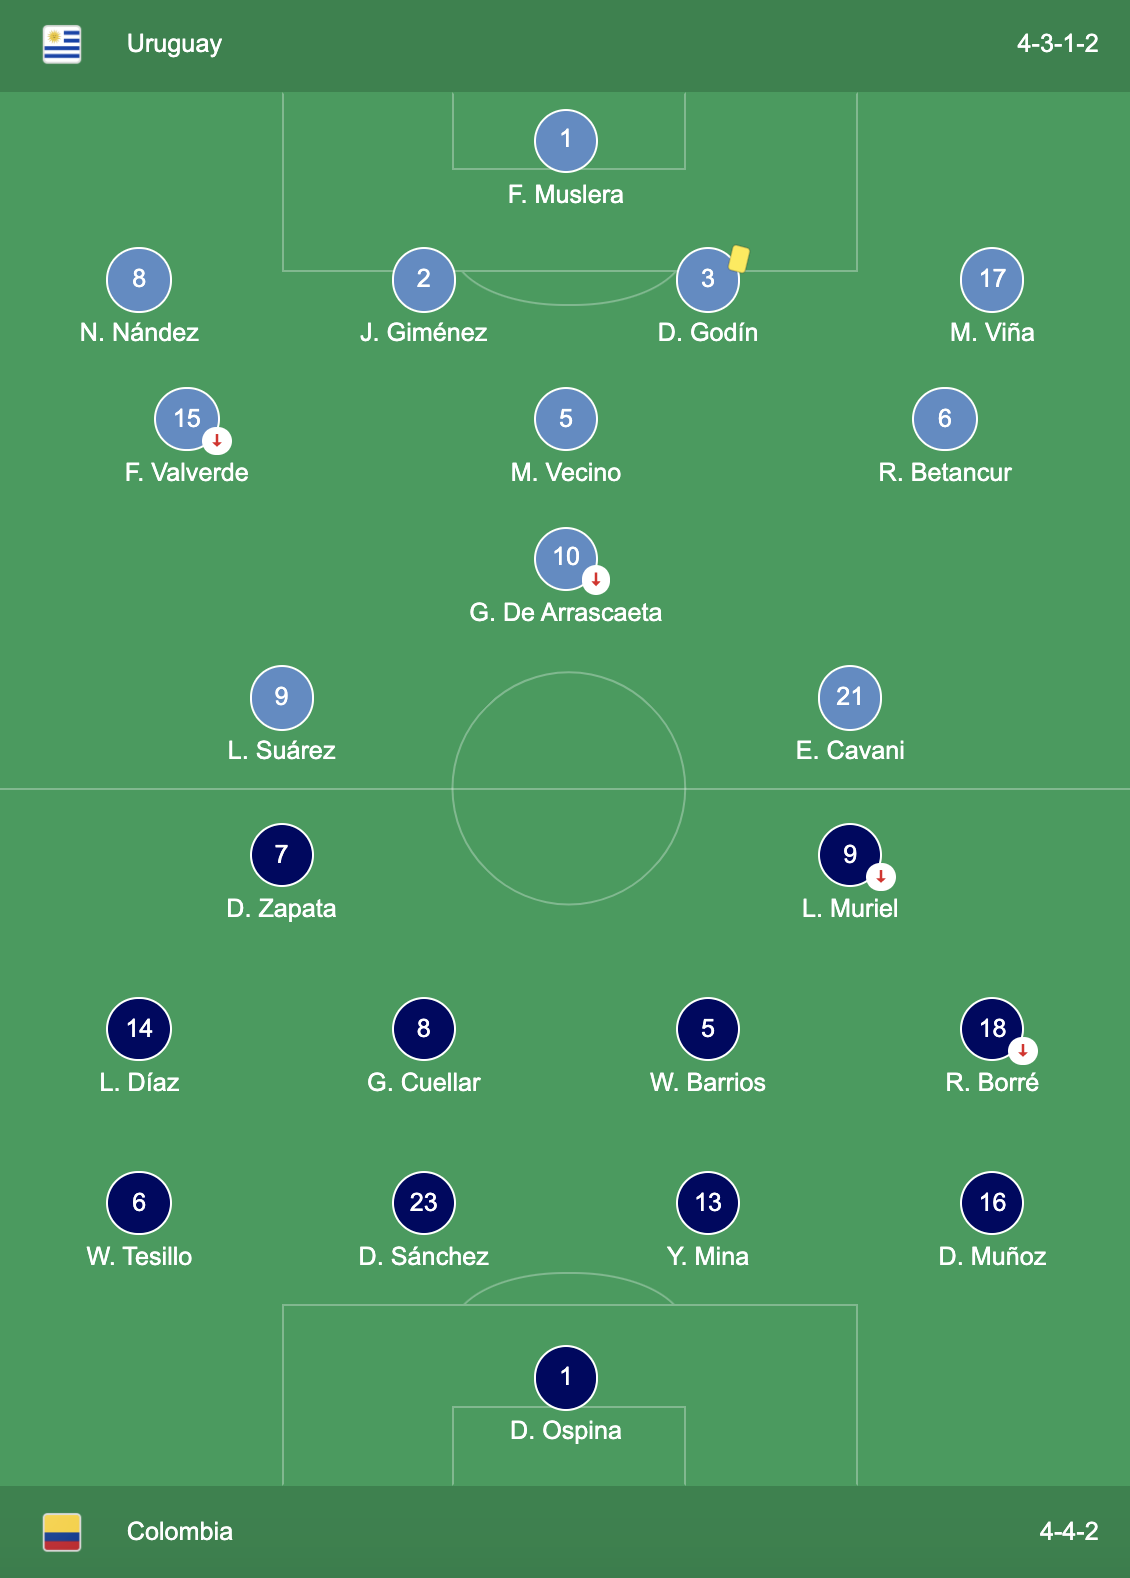 Uruguay 4-3-1-2
1
F. Muslera
8 2 3 17
N. Nández J. Giménez D. Godín M. Viña
15 5 6
F. Valverde M. Vecino R. Betancur
10
G. De Arrascaeta
9 21
L. Suárez E. Cavani
7 9
D. Zapata L. Muriel
14 8 5 18
L. Díaz G. Cuellar W. Barrios R. Borré
6 23 13 16
W. Tesillo D. Sánchez Y. Mina D. Muñoz
1
D. Ospina
Colombia 4-4-2